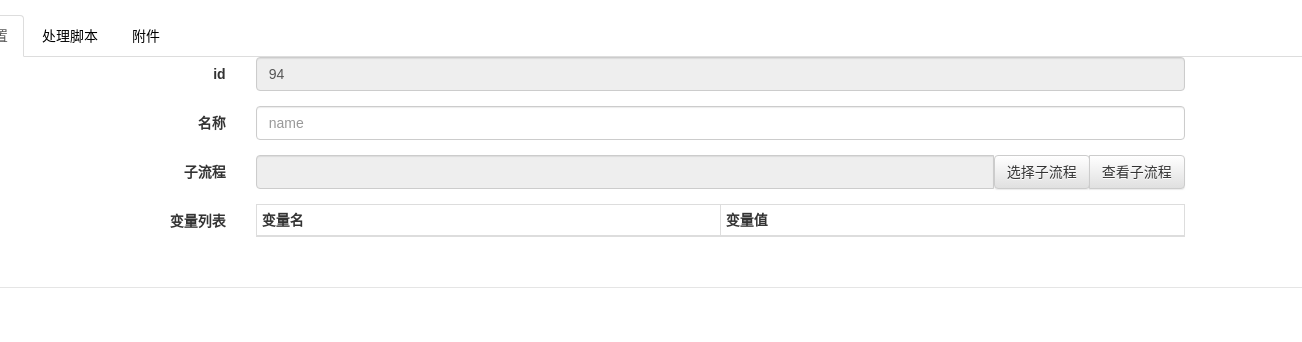 置 处理脚本 附件
id 94
名称 name
子流程 选择子流程 查看子流程
变量列表 变量名 变量值